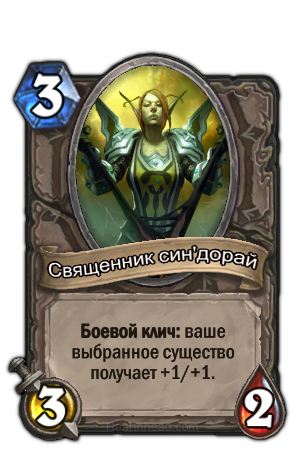 3
Священник син'дорай
Боевой клич: ваше
выбранное существо
получает +1/+1.
3
2